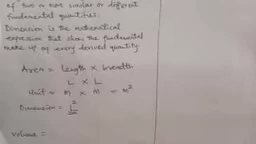 of two or more similar or different
fundamental quantities.
Dimension is the mathematical
expression that show the fundamental
make up of every derived quantity
Area = length × breadth
L × L
Unit = M × M = m²
Dimension = L²
Volume =